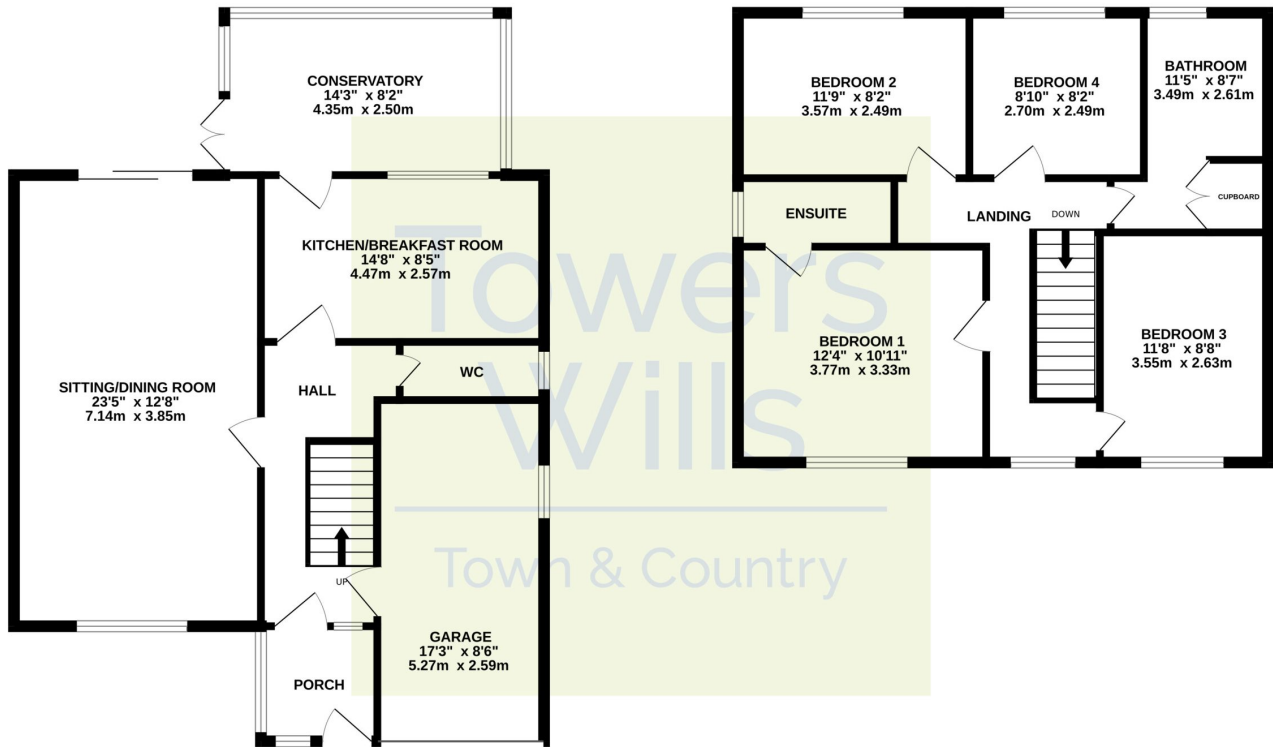 CONSERVATORY
14'3" x 8'2"
4.35m x 2.50m
KITCHEN/BREAKFAST ROOM
14'8" x 8'5"
4.47m x 2.57m
SITTING/DINING ROOM
23'5" x 12'8"
7.14m x 3.85m
HALL
WC
UP
GARAGE
17'3" x 8'6"
5.27m x 2.59m
PORCH
BEDROOM 2
11'9" x 8'2"
3.57m x 2.49m
BEDROOM 4
8'10" x 8'2"
2.70m x 2.49m
BATHROOM
11'5" x 8'7"
3.49m x 2.61m
CUPBOARD
ENSUITE
LANDING
DOWN
BEDROOM 1
12'4" x 10'11"
3.77m x 3.33m
BEDROOM 3
11'8" x 8'8"
3.55m x 2.63m
Towers
Wills
Town & Country